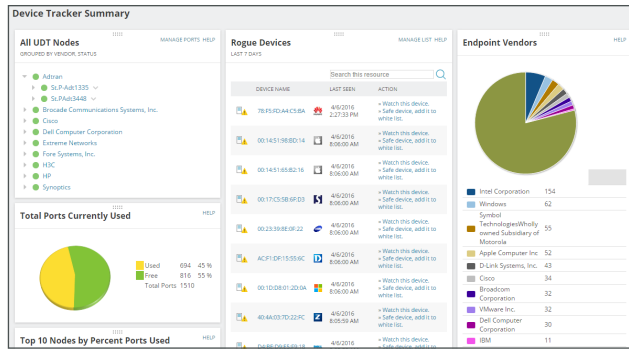 Device Tracker Summary
All UDT Nodes
MANAGE PORTS HELP
GROUPED BY VENDOR, STATUS
Adtran
St.P-Adt1335
St.PAdt3448
Brocade Communications Systems, Inc.
Cisco
Dell Computer Corporation
Extreme Networks
Fore Systems, Inc.
H3C
HP
Synoptics
Total Ports Currently Used
HELP
Used 694 45 %
Free 816 55 %
Total Ports 1510
Top 10 Nodes by Percent Ports Used
HELP
Rogue Devices
MANAGE LIST HELP
LAST 7 DAYS
Search this resource
DEVICE NAME LAST SEEN ACTION
78:F5:FD:A4:C5:BA 4/6/2016 2:27:33 PM
» Watch this device.
» Safe device, add it to
white list.
00:14:51:98:BD:14 4/6/2016 8:06:00 AM
» Watch this device.
» Safe device, add it to
white list.
00:14:51:65:B2:16 4/6/2016 8:06:00 AM
» Watch this device.
» Safe device, add it to
white list.
00:17:C5:5B:6F:D3 4/6/2016 8:06:00 AM
» Watch this device.
» Safe device, add it to
white list.
00:23:39:BE:0F:22 4/6/2016 8:06:00 AM
» Watch this device.
» Safe device, add it to
white list.
AC:F1:DF:15:55:6C 4/6/2016 8:06:00 AM
» Watch this device.
» Safe device, add it to
white list.
00:1D:D8:01:2D:0A 4/6/2016 8:06:00 AM
» Watch this device.
» Safe device, add it to
white list.
40:4A:03:7D:22:FC 4/6/2016 8:05:59 AM
» Watch this device.
» Safe device, add it to
white list.
4/6/2016
» Watch this device.
» Safe device, add it to
Endpoint Vendors
HELP
Intel Corporation 154
Windows 62
Symbol
TechnologiesWholly
owned Subsidiary of 55
Motorola
Apple Computer Inc 52
D-Link Systems, Inc. 43
Cisco 34
Broadcom
Corporation 32
VMware Inc. 32
Dell Computer
Corporation 30
IBM 11